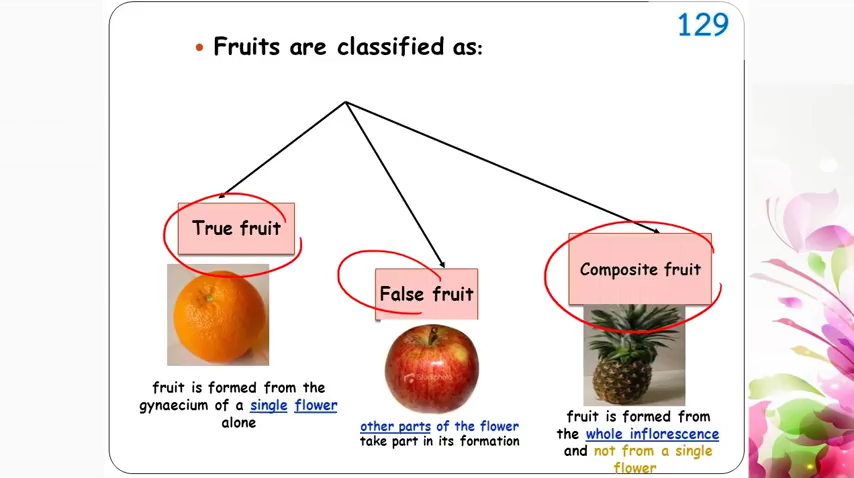 129
• Fruits are classified as:
True fruit
False fruit
Composite fruit
fruit is formed from the
gynaecium of a single flower
alone
other parts of the flower
take part in its formation
fruit is formed from
the whole inflorescence
and not from a single
flower